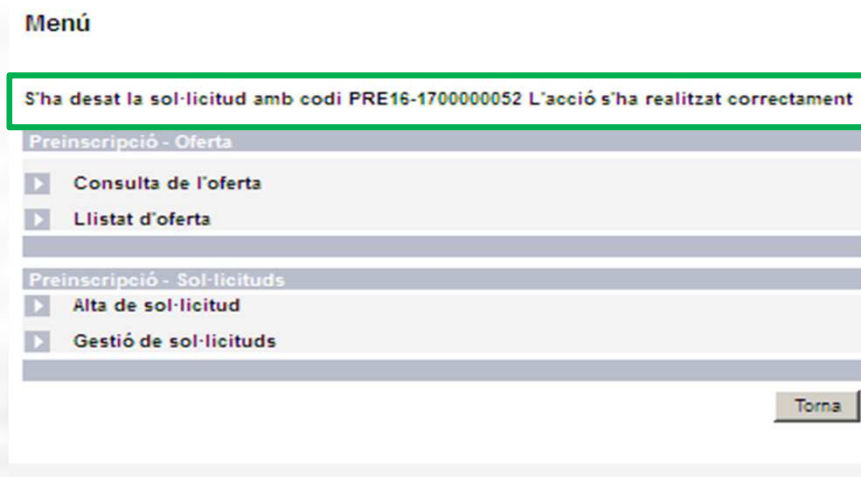 Menú
S'ha desat la sol·licitud amb codi PRE16-1700000052 L'acció s'ha realitzat correctament
Preinscripció - Oferta
Consulta de l'oferta
Llistat d'oferta
Preinscripció - Sol·licituds
Alta de sol·licitud
Gestió de sol·licituds
Torna